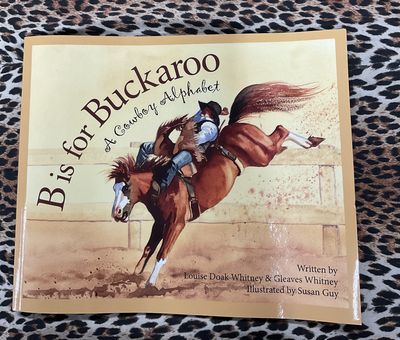 B is for Buckaroo
A Cowboy Alphabet
Written by
Louise Doak Whitney & Gleaves Whitney
Illustrated by Susan Guy